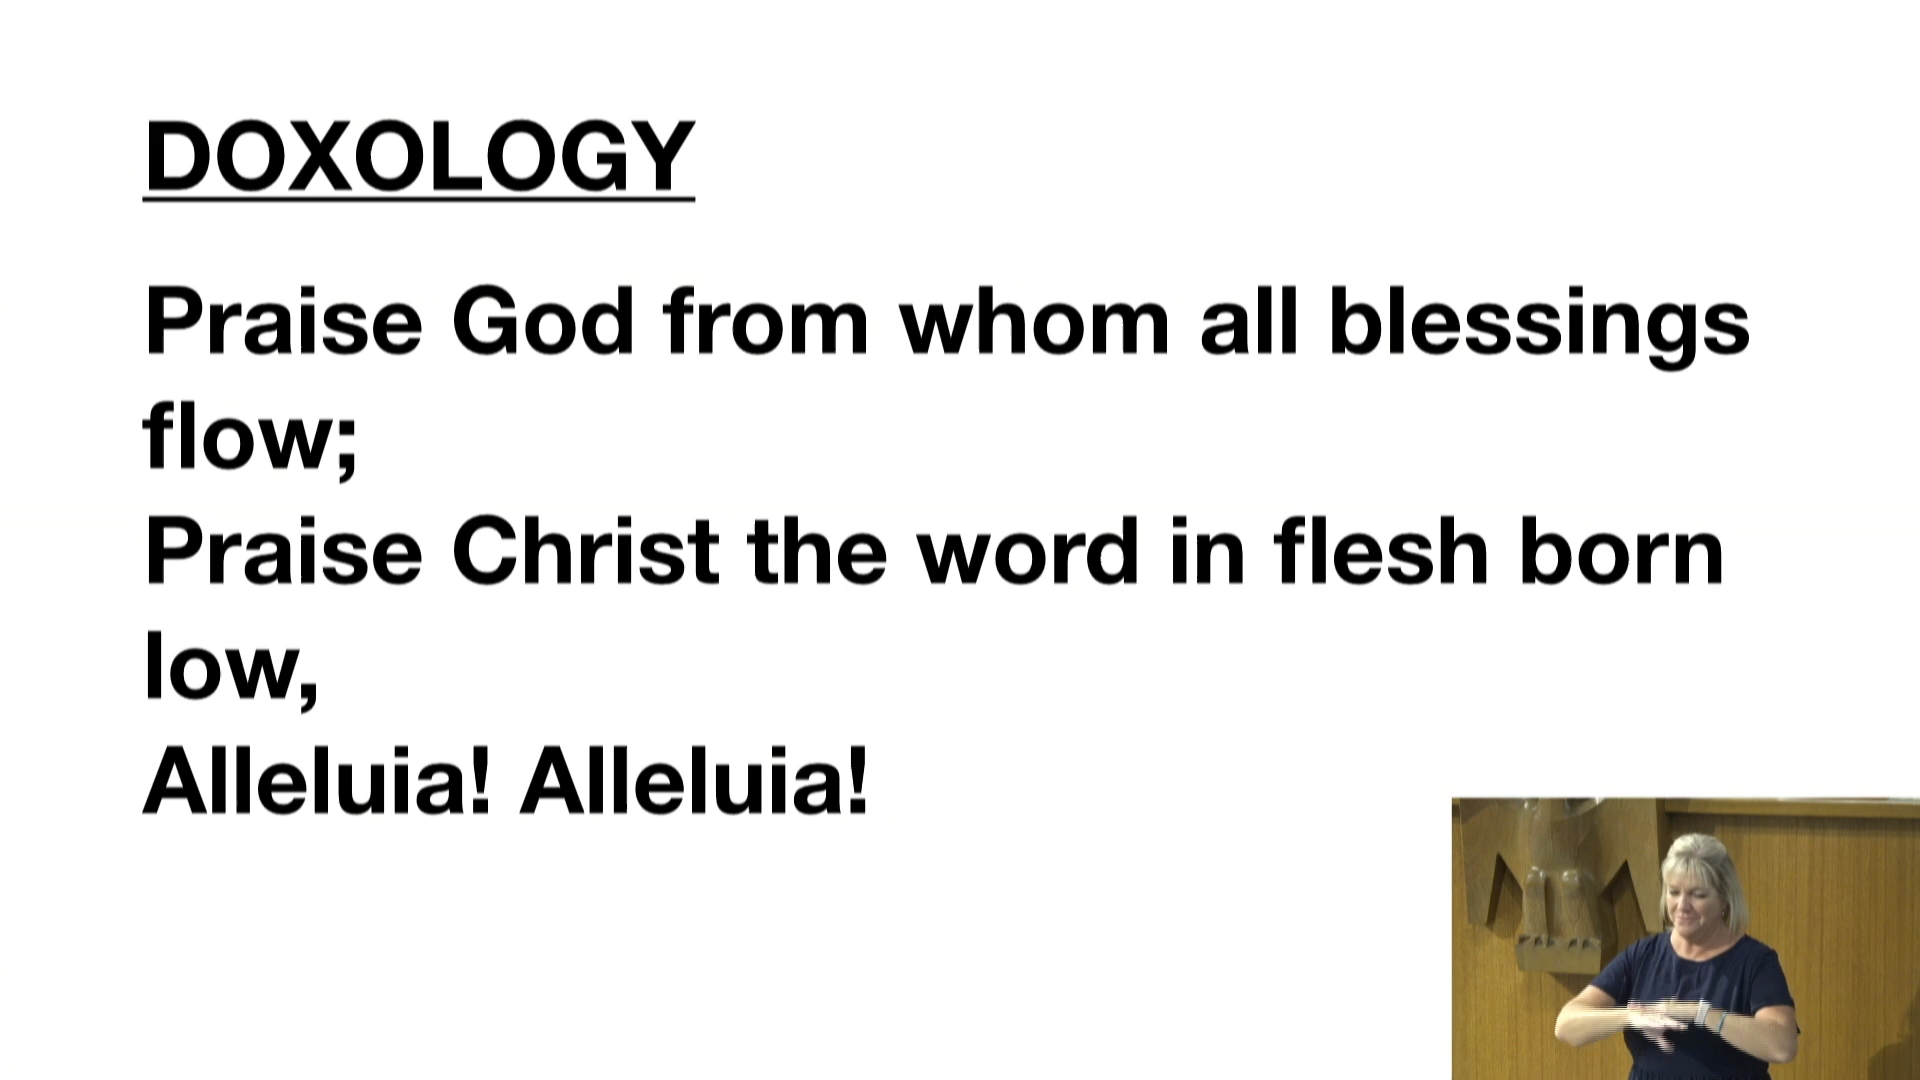 DOXOLOGY
Praise God from whom all blessings
flow;
Praise Christ the word in flesh born
low,
Alleluia! Alleluia!